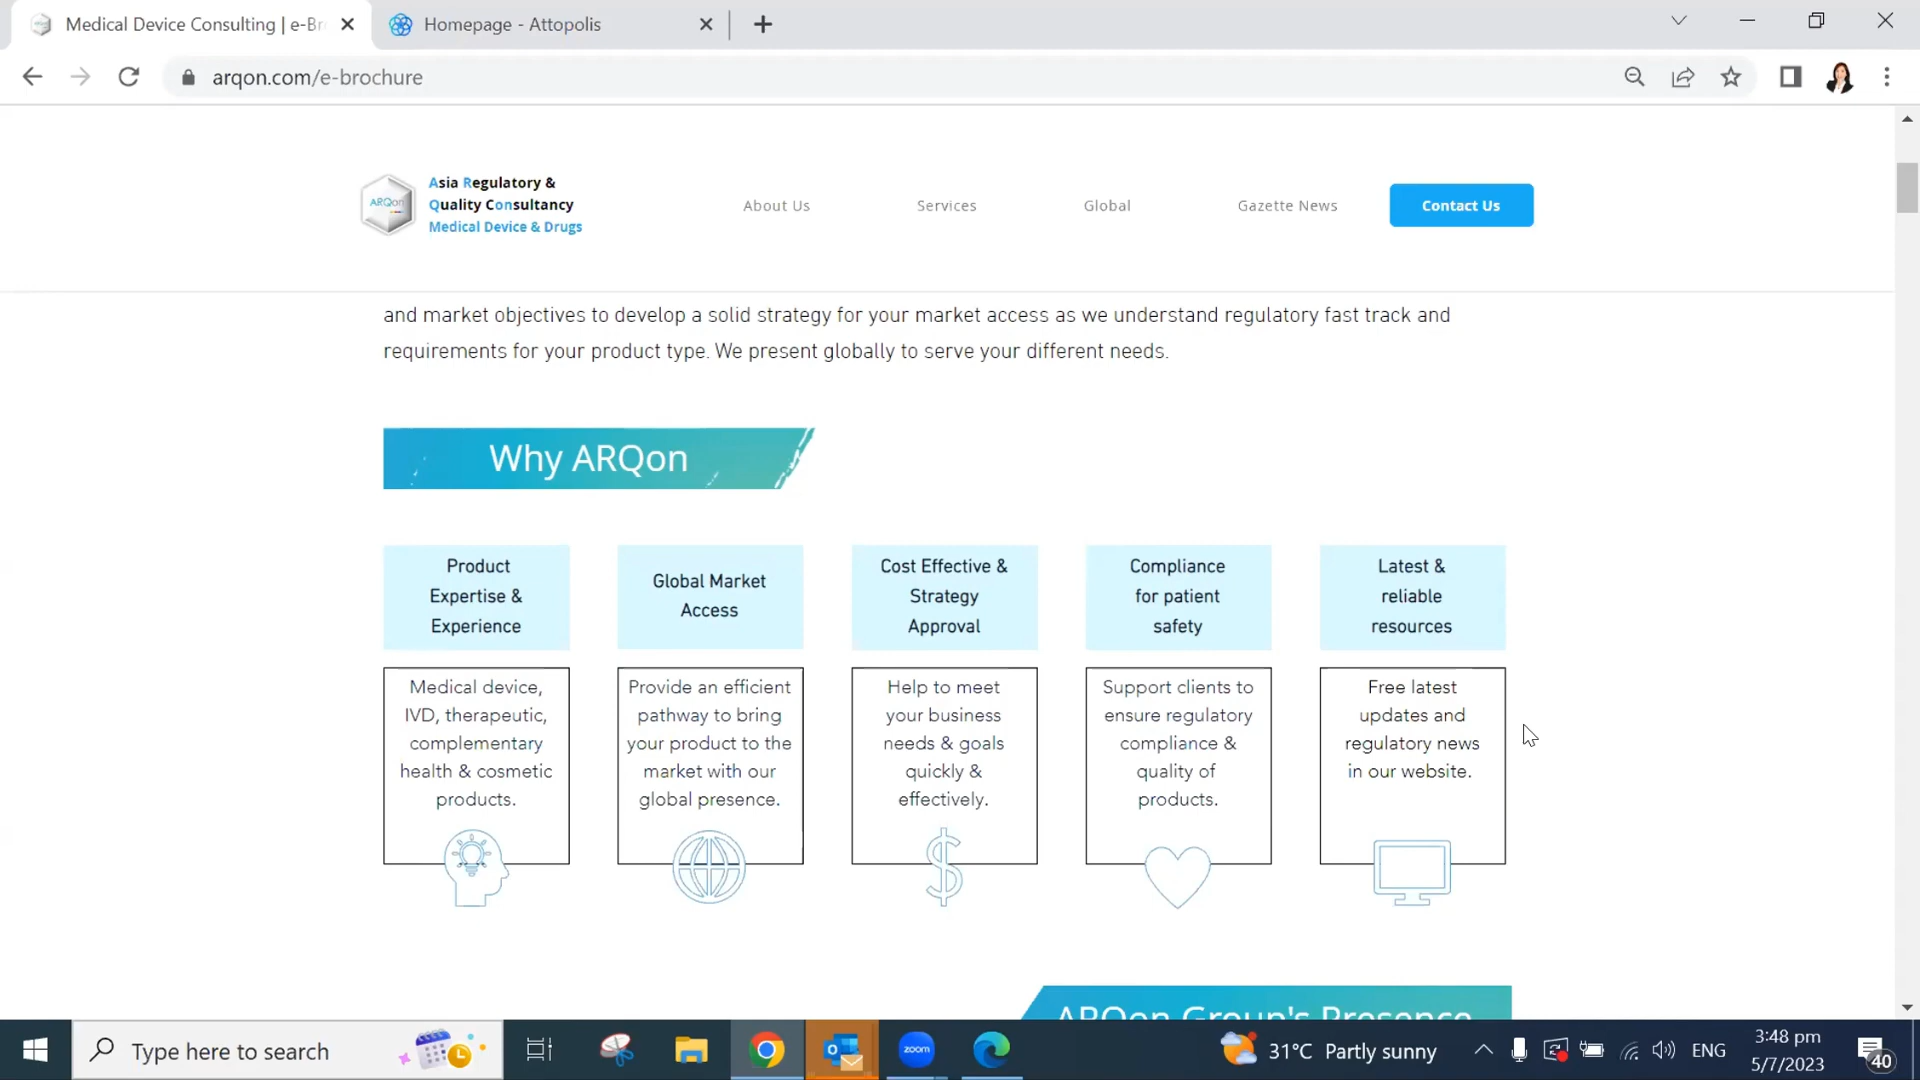 Medical Device Consulting | e-Br
Homepage - Attopolis
arqon.com/e-brochure
ARQon
Asia Regulatory &
Quality Consultancy
Medical Device & Drugs
About Us
Services
Global
Gazette News
Contact Us
and market objectives to develop a solid strategy for your market access as we understand regulatory fast track and
requirements for your product type. We present globally to serve your different needs.
Why ARQon
Product
Expertise &
Experience
Global Market
Access
Cost Effective &
Strategy
Approval
Compliance
for patient
safety
Latest &
reliable
resources
Medical device,
IVD, therapeutic,
complementary
health & cosmetic
products.
Provide an efficient
pathway to bring
your product to the
market with our
global presence.
Help to meet
your business
needs & goals
quickly &
effectively.
Support clients to
ensure regulatory
compliance &
quality of
products.
Free latest
updates and
regulatory news
in our website.
ARQon Group's Presence
Type here to search
zoom
31°C Partly sunny
ENG
3:48 pm
5/7/2023
40